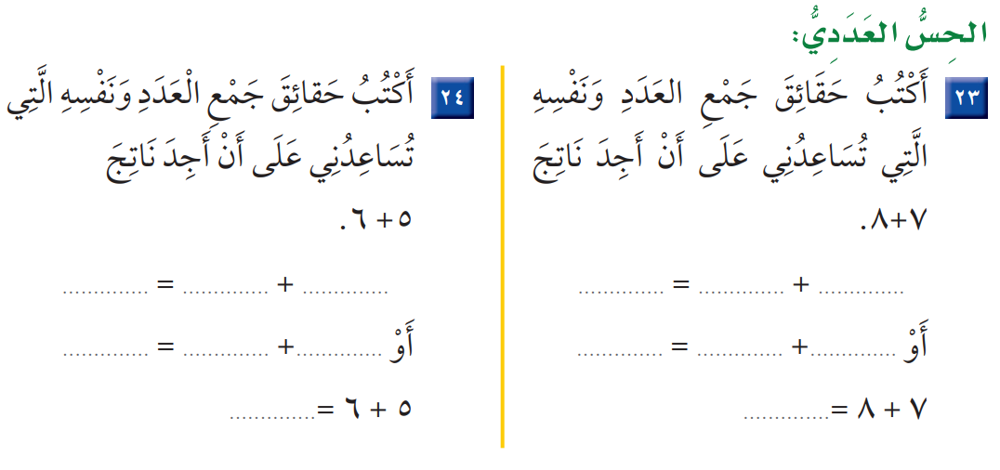 الحِسُّ العَدَدِيُّ:
٢٣ أَكْتُبُ حَقَائِقَ جَمْعِ العَدَدِ وَنَفْسِهِ
الَّتِي تُسَاعِدُنِي عَلَى أَنْ أَجِدَ نَاتِجَ
٧+٨.
.............. + .............. = ..............
أَوْ ..............+ .............. = ..............
٧ + ٨ =..............
٢٤ أَكْتُبُ حَقائِقَ جَمْعِ الْعَدَدِ وَنَفْسِهِ الَّتِي
تُسَاعِدُنِي عَلَى أَنْ أَجِدَ نَاتِجَ
٥+ ٦.
.............. + .............. = ..............
أَوْ ..............+ .............. = ..............
٥ + ٦ =..............